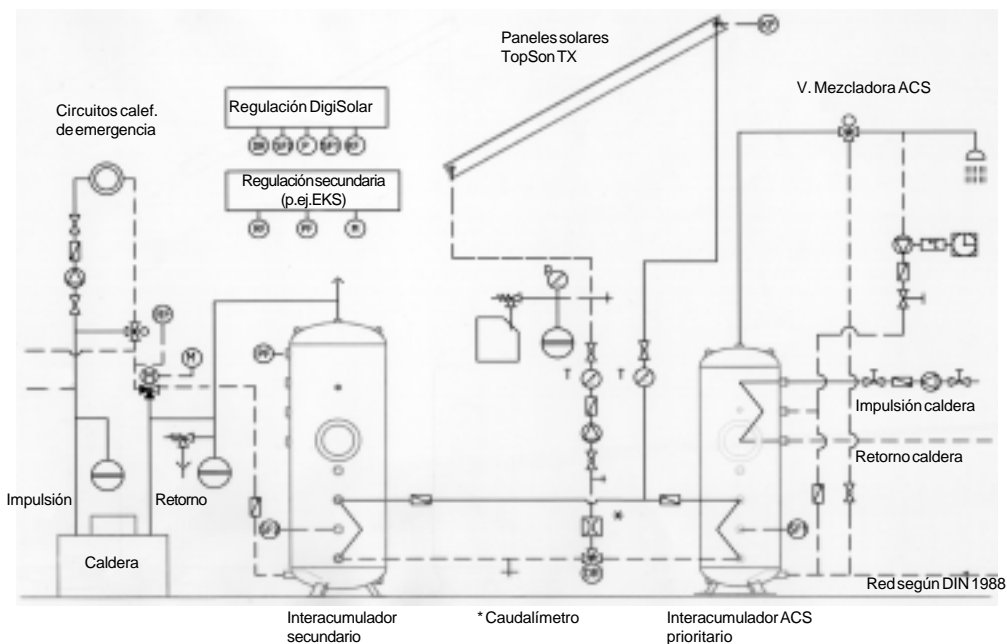 Paneles solares
TopSon TX
V. Mezcladora ACS
Circuitos calef.
de emergencia
Regulación DigiSolar
Regulación secundaria
(p.ej.EKS)
PF
M
T
T
Impulsión caldera
Retorno caldera
Impulsión
Retorno
Caldera
*
Red según DIN 1988
Interacumulador
secundario
* Caudalímetro
Interacumulador ACS
prioritario